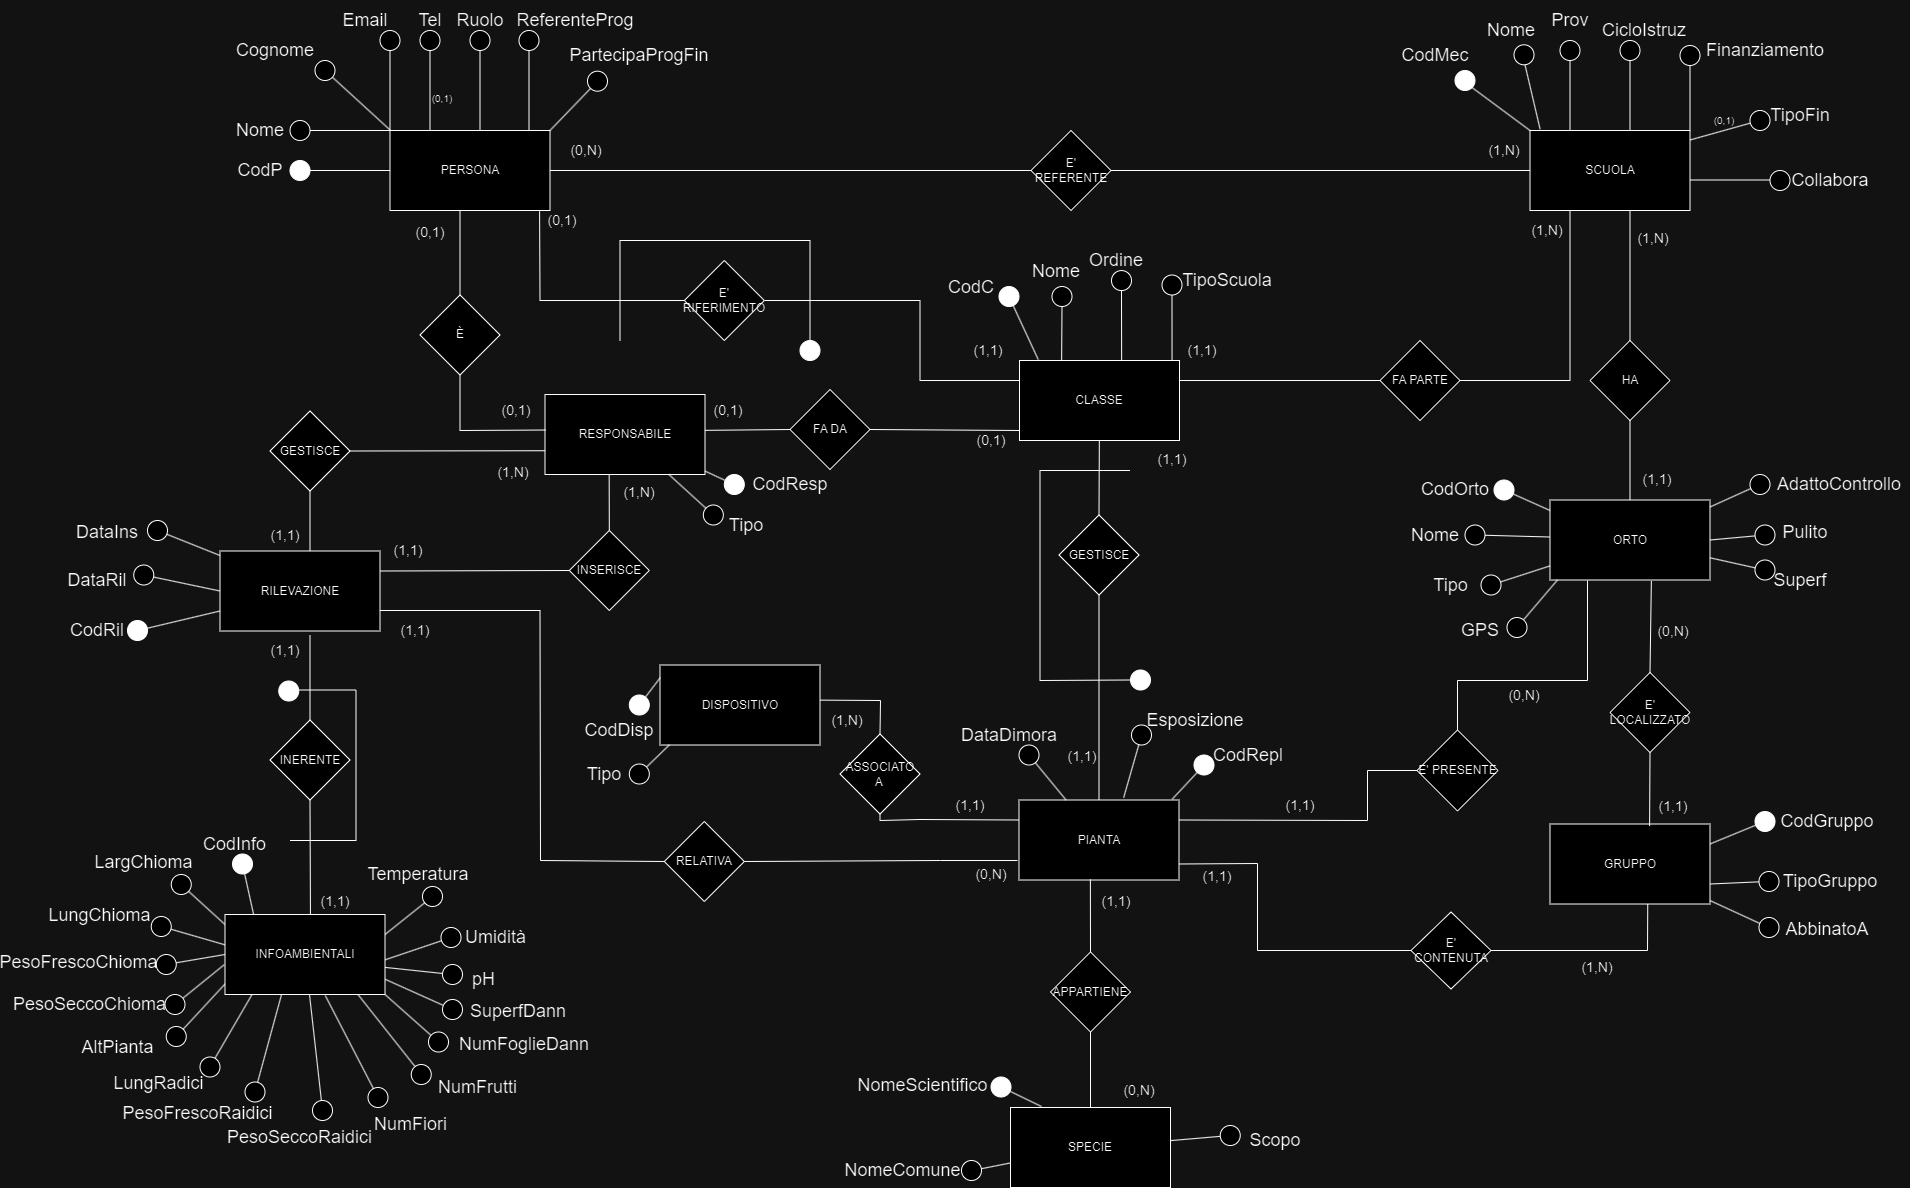 Email
Tel
Ruolo
ReferenteProg
Cognome
PartecipaProgFin
(0,1)
Nome
CodP
PERSONA
(0,N)
(0,1)
(0,1)
E'
REFERENTE
Prov
Nome
CicloIstruz
CodMec
Finanziamento
(0,1)
TipoFin
(1,N)
SCUOLA
Collabora
(1,N)
(1,N)
È
E'
RIFERIMENTO
Ordine
Nome
CodC
TipoScuola
(1,1)
(1,1)
CLASSE
FA PARTE
HA
(0,1)
(0,1)
RESPONSABILE
FA DA
(0,1)
(1,1)
GESTISCE
(1,N)
(1,N)
CodResp
Tipo
(1,1)
CodOrto
AdattoControllo
Nome
ORTO
Pulito
Tipo
Superf
GPS
(0,N)
DataIns
(1,1)
(1,1)
DataRil
RILEVAZIONE
INSERISCE
GESTISCE
CodRil
(1,1)
(1,1)
DISPOSITIVO
CodDisp
(1,N)
Tipo
ASSOCIATO
A
(0,N)
E'
LOCALIZZATO
INERENTE
Esposizione
DataDimora
CodRepl
(1,1)
E' PRESENTE
(1,1)
(1,1)
(1,1)
PIANTA
CodGruppo
GRUPPO
TipoGruppo
AbbinatoA
RELATIVA
(0,N)
(1,1)
(1,1)
E'
CONTENUTA
(1,N)
CodInfo
LargChioma
Temperatura
(1,1)
LungChioma
Umidità
INFOAMBIENTALI
PesoFrescoChioma
pH
PesoSeccoChioma
SuperfDann
AltPianta
NumFoglieDann
LungRadici
NumFrutti
PesoFrescoRaidici
NumFiori
PesoSeccoRaidici
APPARTIENE
NomeScientifico
(0,N)
SPECIE
Scopo
NomeComune